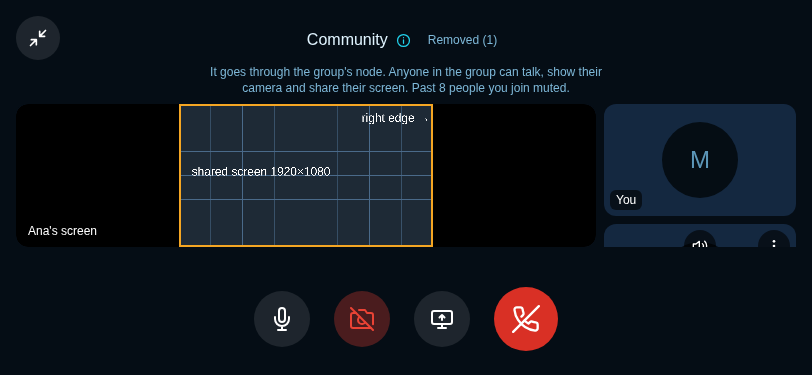 Community
Removed (1)
It goes through the group's node. Anyone in the group can talk, show their
camera and share their screen. Past 8 people you join muted.
right edge →
shared screen 1920×1080
Ana's screen
M
You